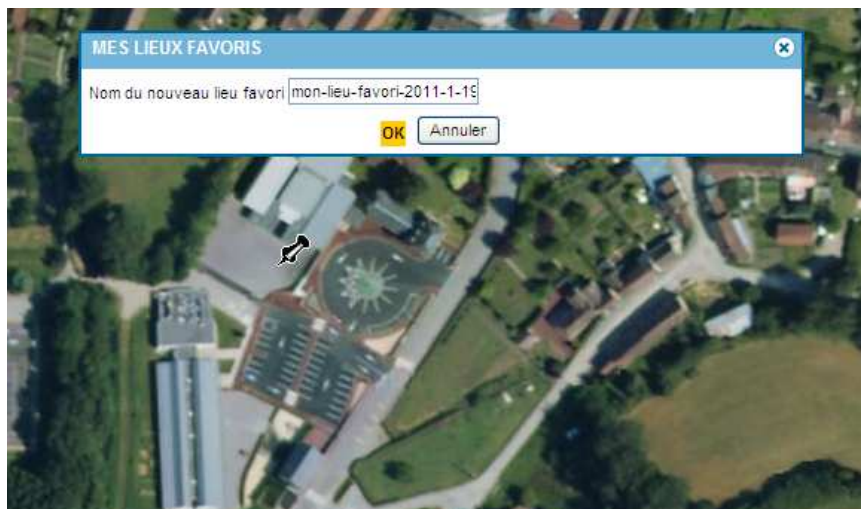 MES LIEUX FAVORIS
Nom du nouveau lieu favori mon-lieu-favori-2011-1-19
OK Annuler